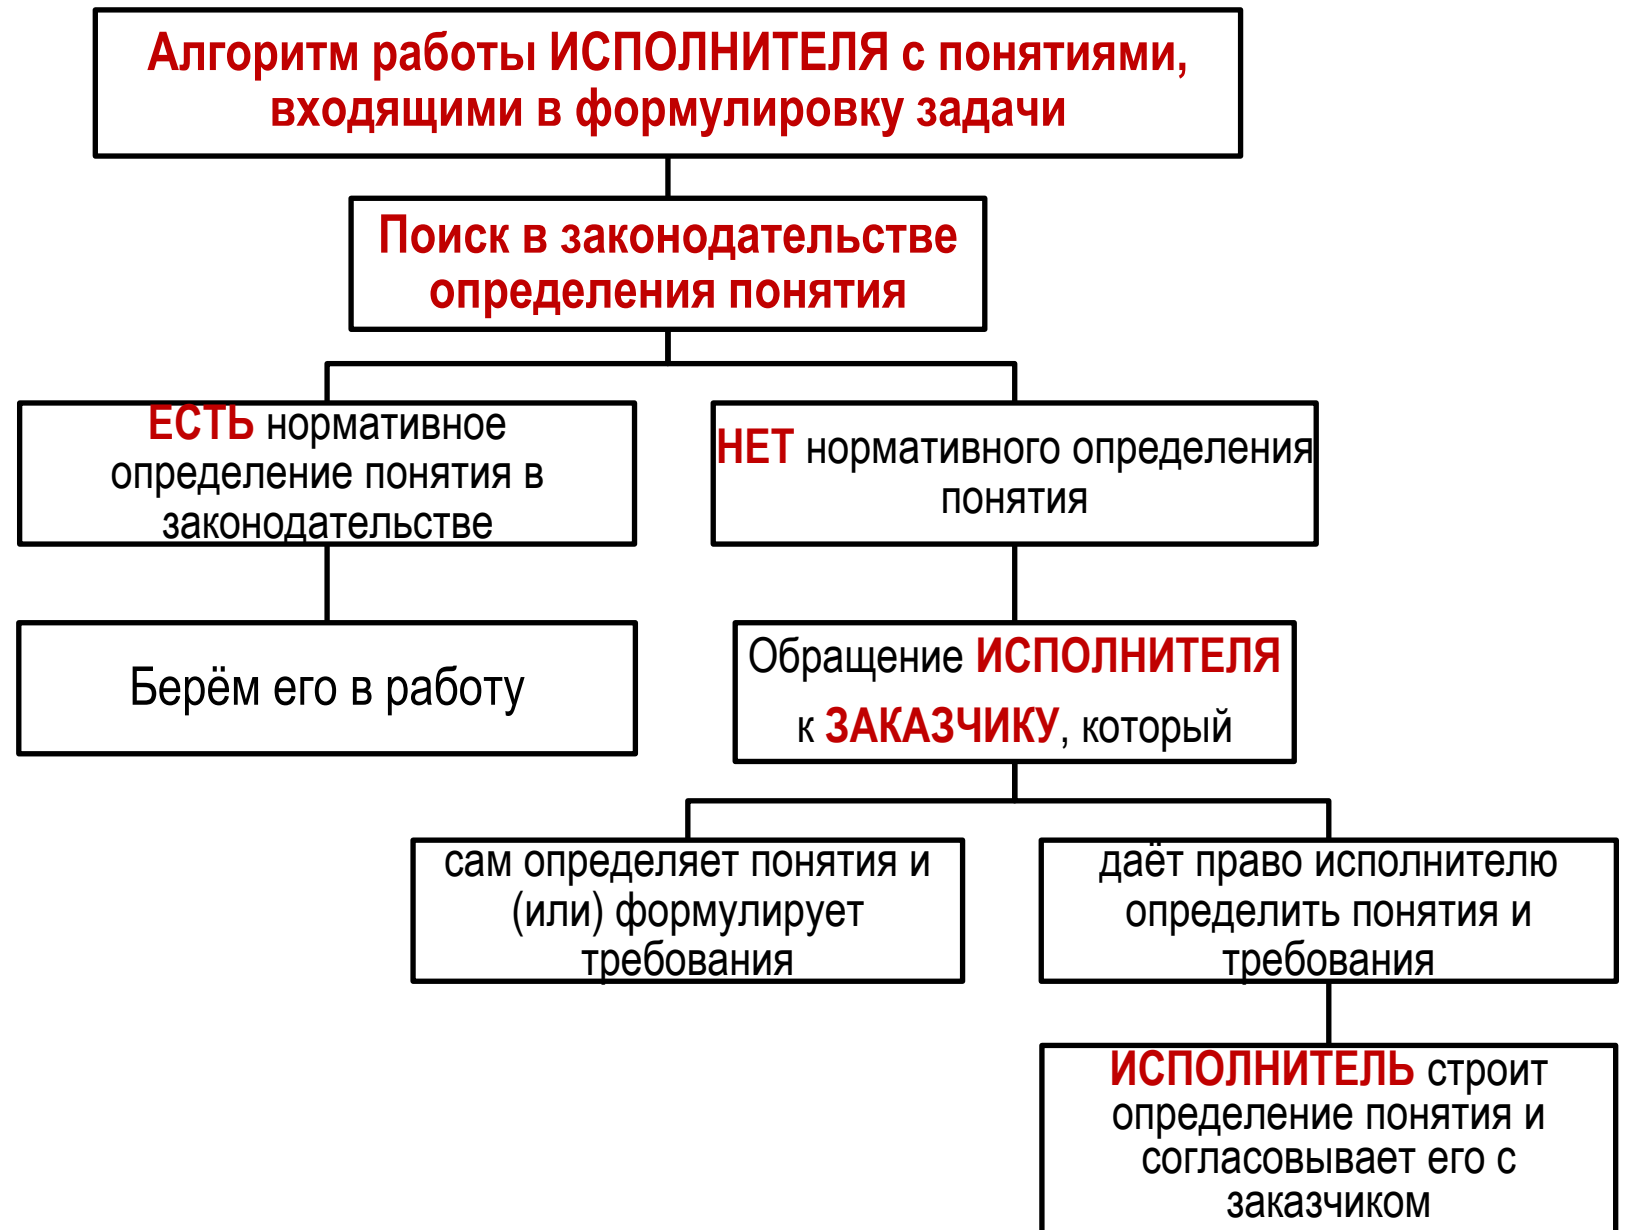 Алгоритм работы ИСПОЛНИТЕЛЯ с понятиями,
входящими в формулировку задачи
Поиск в законодательстве
определения понятия
ЕСТЬ нормативное
определение понятия в
законодательстве
НЕТ нормативного определения
понятия
Берём его в работу
Обращение ИСПОЛНИТЕЛЯ
к ЗАКАЗЧИКУ, который
сам определяет понятия и
(или) формулирует
требования
даёт право исполнителю
определить понятия и
требования
ИСПОЛНИТЕЛЬ строит
определение понятия и
согласовывает его с
заказчиком